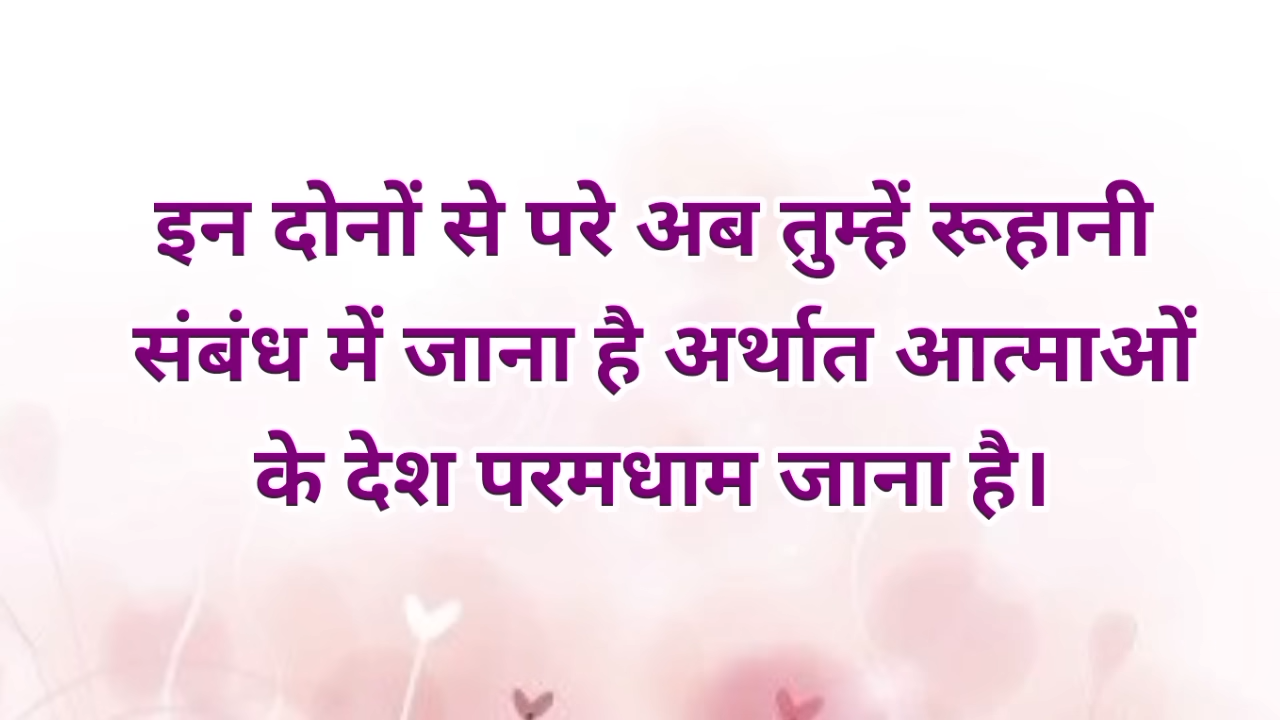 इन दोनों से परे अब तुम्हें रूहानी
संबंध में जाना है अर्थात आत्माओं
के देश परमधाम जाना है।